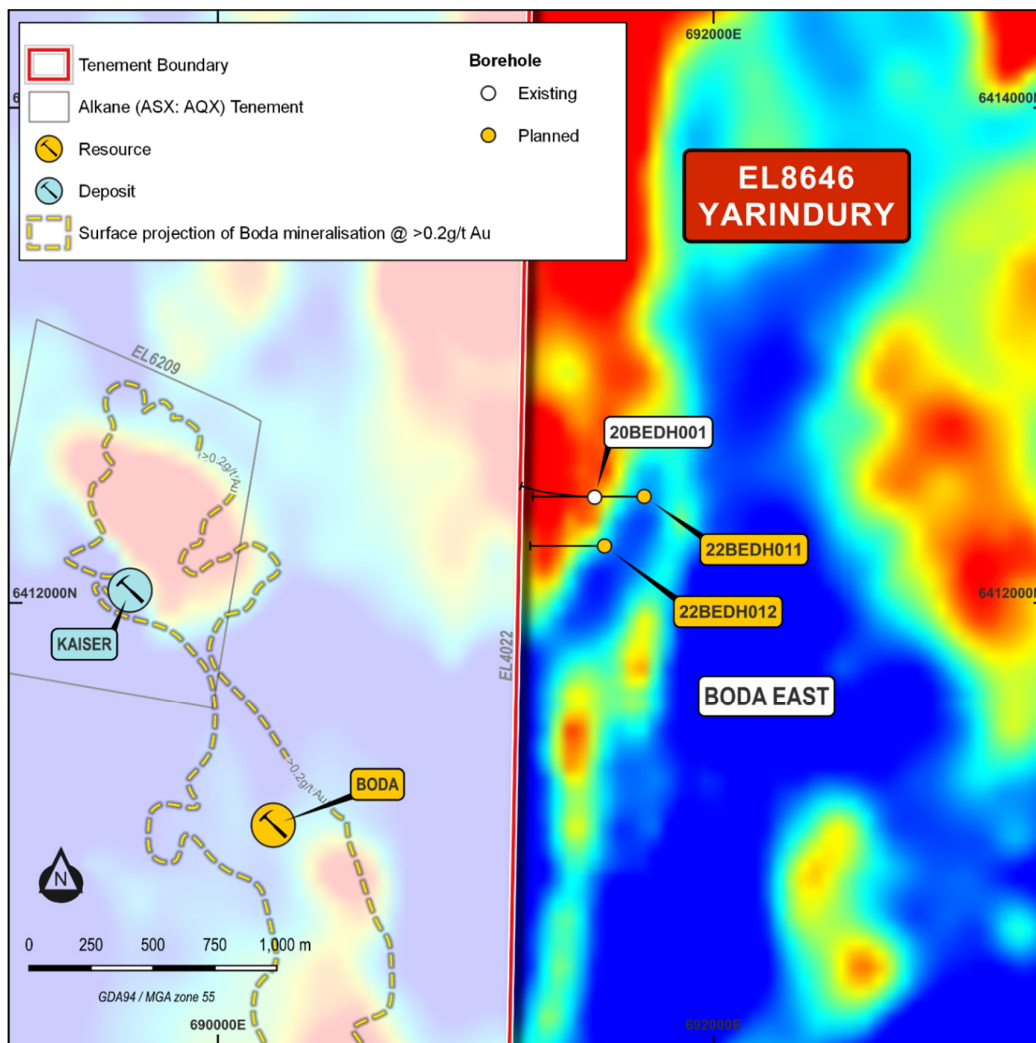 692000E
Tenement Boundary
Alkane (ASX: AQX) Tenement
Resource
Deposit
Surface projection of Boda mineralisation @ >0.2g/t Au
Borehole
Existing
Planned
6414000N
EL8646
YARINDURY
EL6209
>0.2g/t Au
20BEDH001
22BEDH011
6412000N
6412000N
22BEDH012
KAISER
EL4022
BODA EAST
>0.2g/t Au
BODA
N
0 250 500 750 1,000 m
GDA94 / MGA zone 55
690000E
692000E